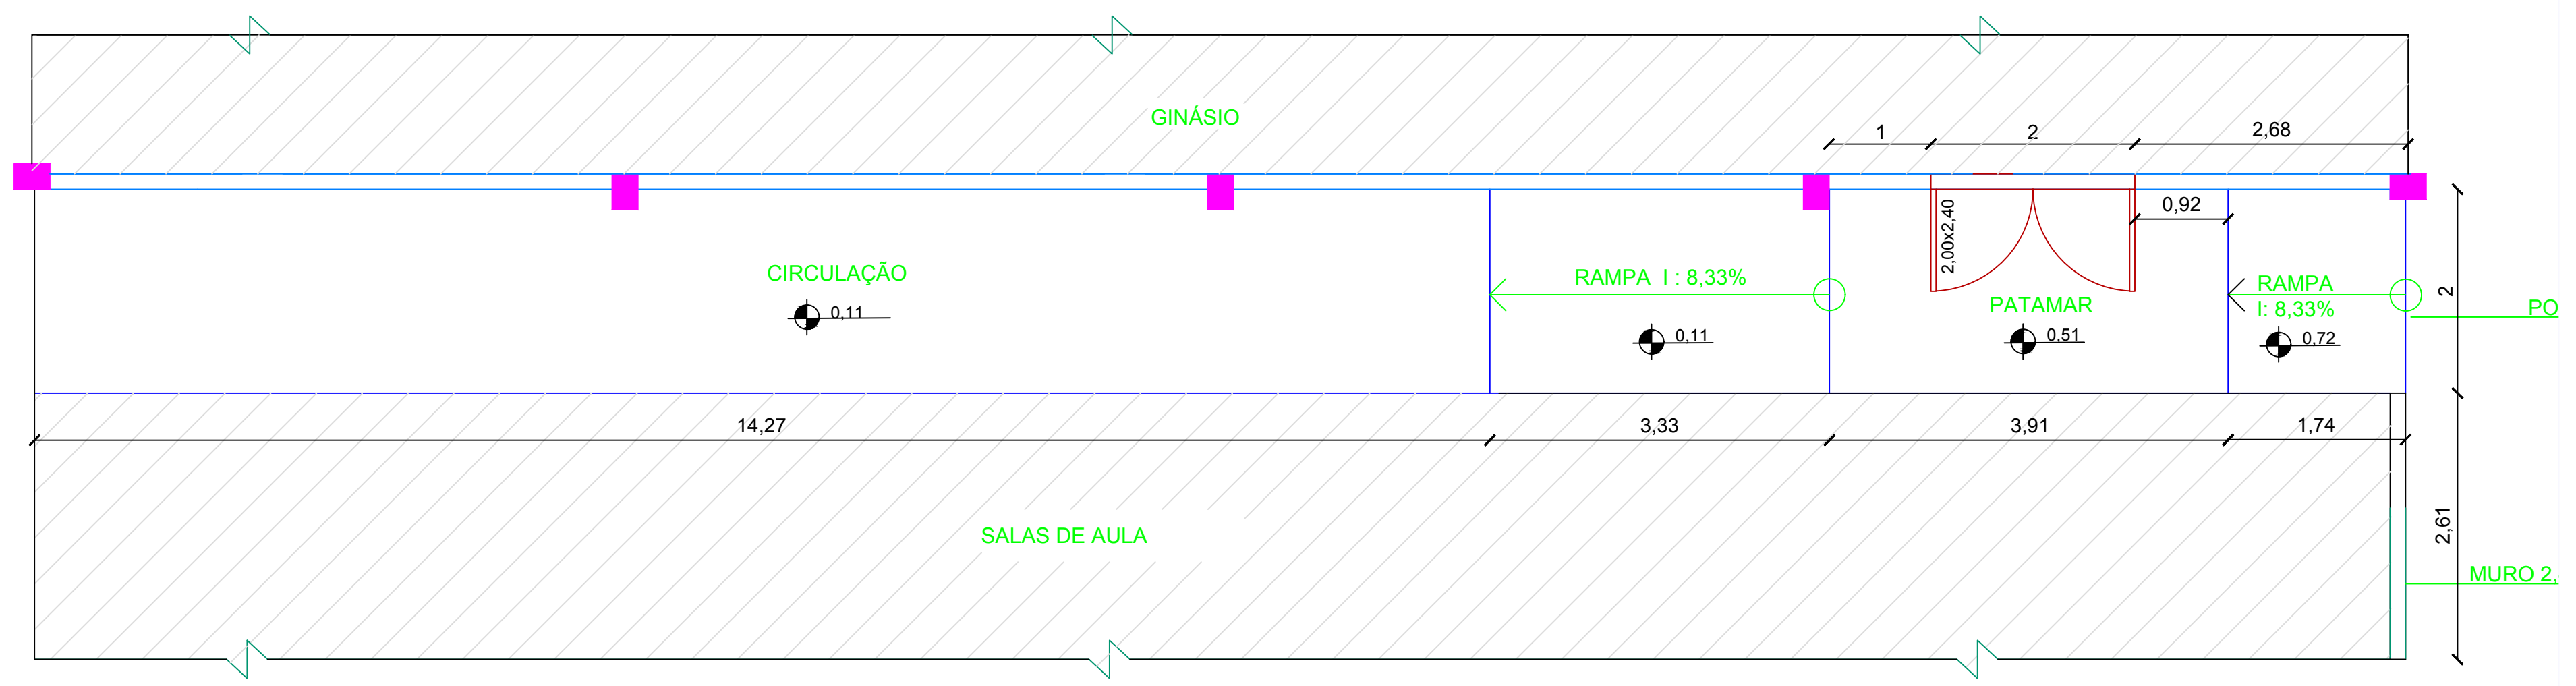 GINÁSIO
1
2
2,68
0,92
2,00x2,40
CIRCULAÇÃO
0,11
RAMPA I : 8,33%
0,11
PATAMAR
0,51
RAMPA
I: 8,33%
0,72
2
PO
14,27
3,33
3,91
1,74
SALAS DE AULA
2,61
MURO 2,